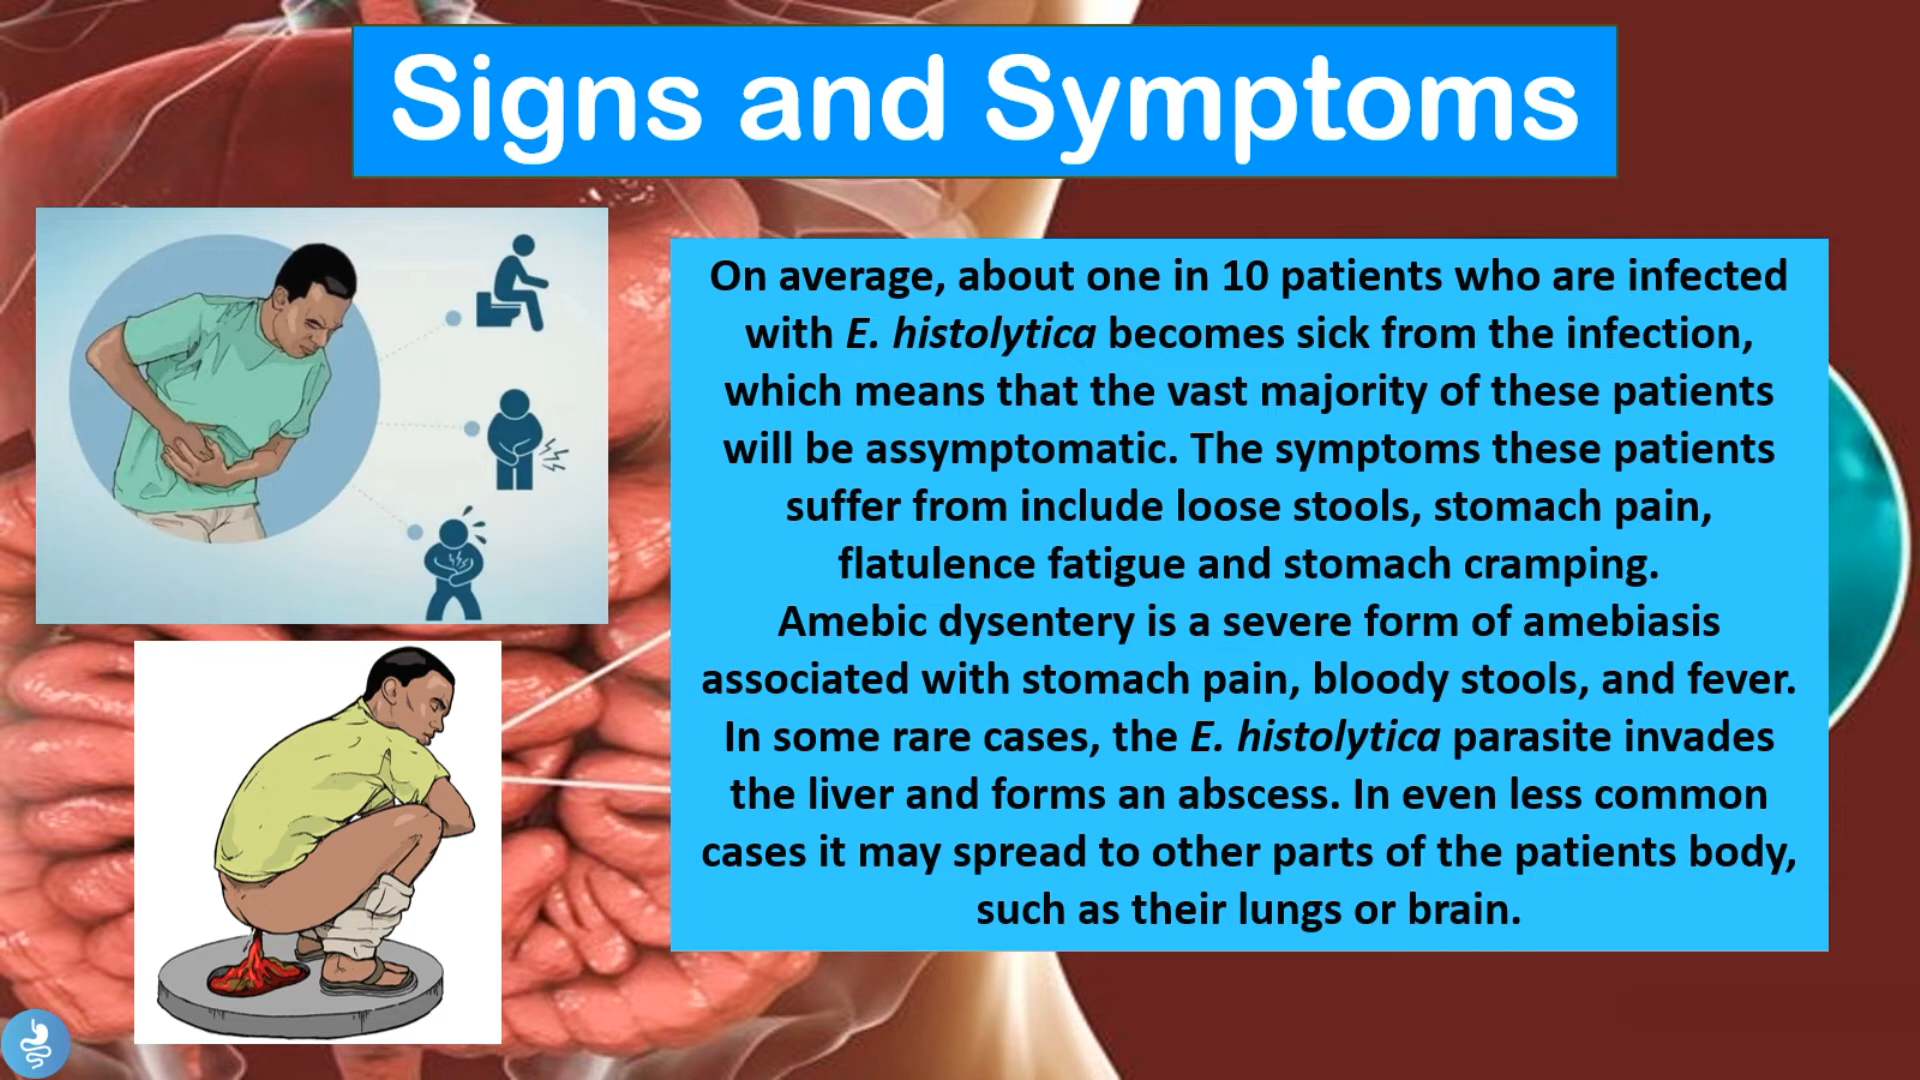 Signs and Symptoms
On average, about one in 10 patients who are infected
with E. histolytica becomes sick from the infection,
which means that the vast majority of these patients
will be assymptomatic. The symptoms these patients
suffer from include loose stools, stomach pain,
flatulence fatigue and stomach cramping.
Amebic dysentery is a severe form of amebiasis
associated with stomach pain, bloody stools, and fever.
In some rare cases, the E. histolytica parasite invades
the liver and forms an abscess. In even less common
cases it may spread to other parts of the patients body,
such as their lungs or brain.